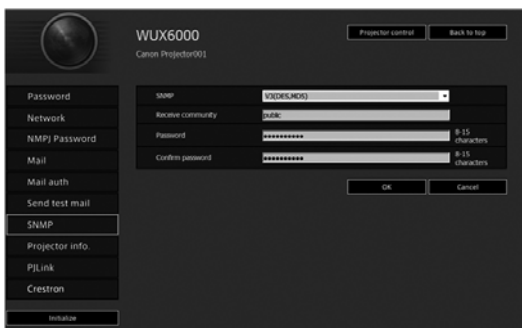 WUX6000
Canon Projector001
Projector control
Back to top
Password
Network
NMPJ Password
Mail
Mail auth
Send test mail
SNMP
Projector info.
PJLink
Crestron
Initialize
SNMP
V3(DES,MD5)
Receive community
public
Password
8-15
characters
Confirm password
8-15
characters
OK
Cancel